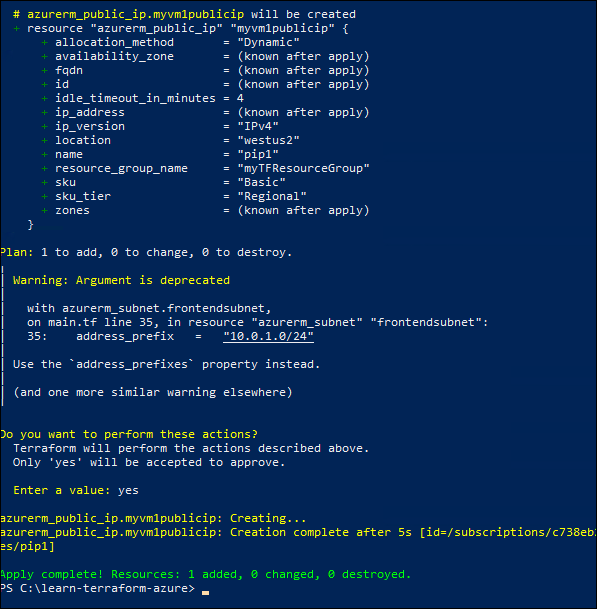 # azurerm_public_ip.myvm1publicip will be created
+ resource "azurerm_public_ip" "myvm1publicip" {
+ allocation_method       = "Dynamic"
+ availability_zone       = (known after apply)
+ fqdn                    = (known after apply)
+ id                      = (known after apply)
+ idle_timeout_in_minutes = 4
+ ip_address              = (known after apply)
+ ip_version              = "IPv4"
+ location                = "westus2"
+ name                    = "pip1"
+ resource_group_name     = "myTFResourceGroup"
+ sku                     = "Basic"
+ sku_tier                = "Regional"
+ zones                   = (known after apply)
}
Plan: 1 to add, 0 to change, 0 to destroy.
Warning: Argument is deprecated
with azurerm_subnet.frontendsubnet,
on main.tf line 35, in resource "azurerm_subnet" "frontendsubnet":
35:    address_prefix   =   "10.0.1.0/24"
Use the `address_prefixes` property instead.
(and one more similar warning elsewhere)
Do you want to perform these actions?
Terraform will perform the actions described above.
Only 'yes' will be accepted to approve.
Enter a value: yes
azurerm_public_ip.myvm1publicip: Creating...
azurerm_public_ip.myvm1publicip: Creation complete after 5s [id=/subscriptions/c738eb
es/pip1]
Apply complete! Resources: 1 added, 0 changed, 0 destroyed.
PS C:\learn-terraform-azure>